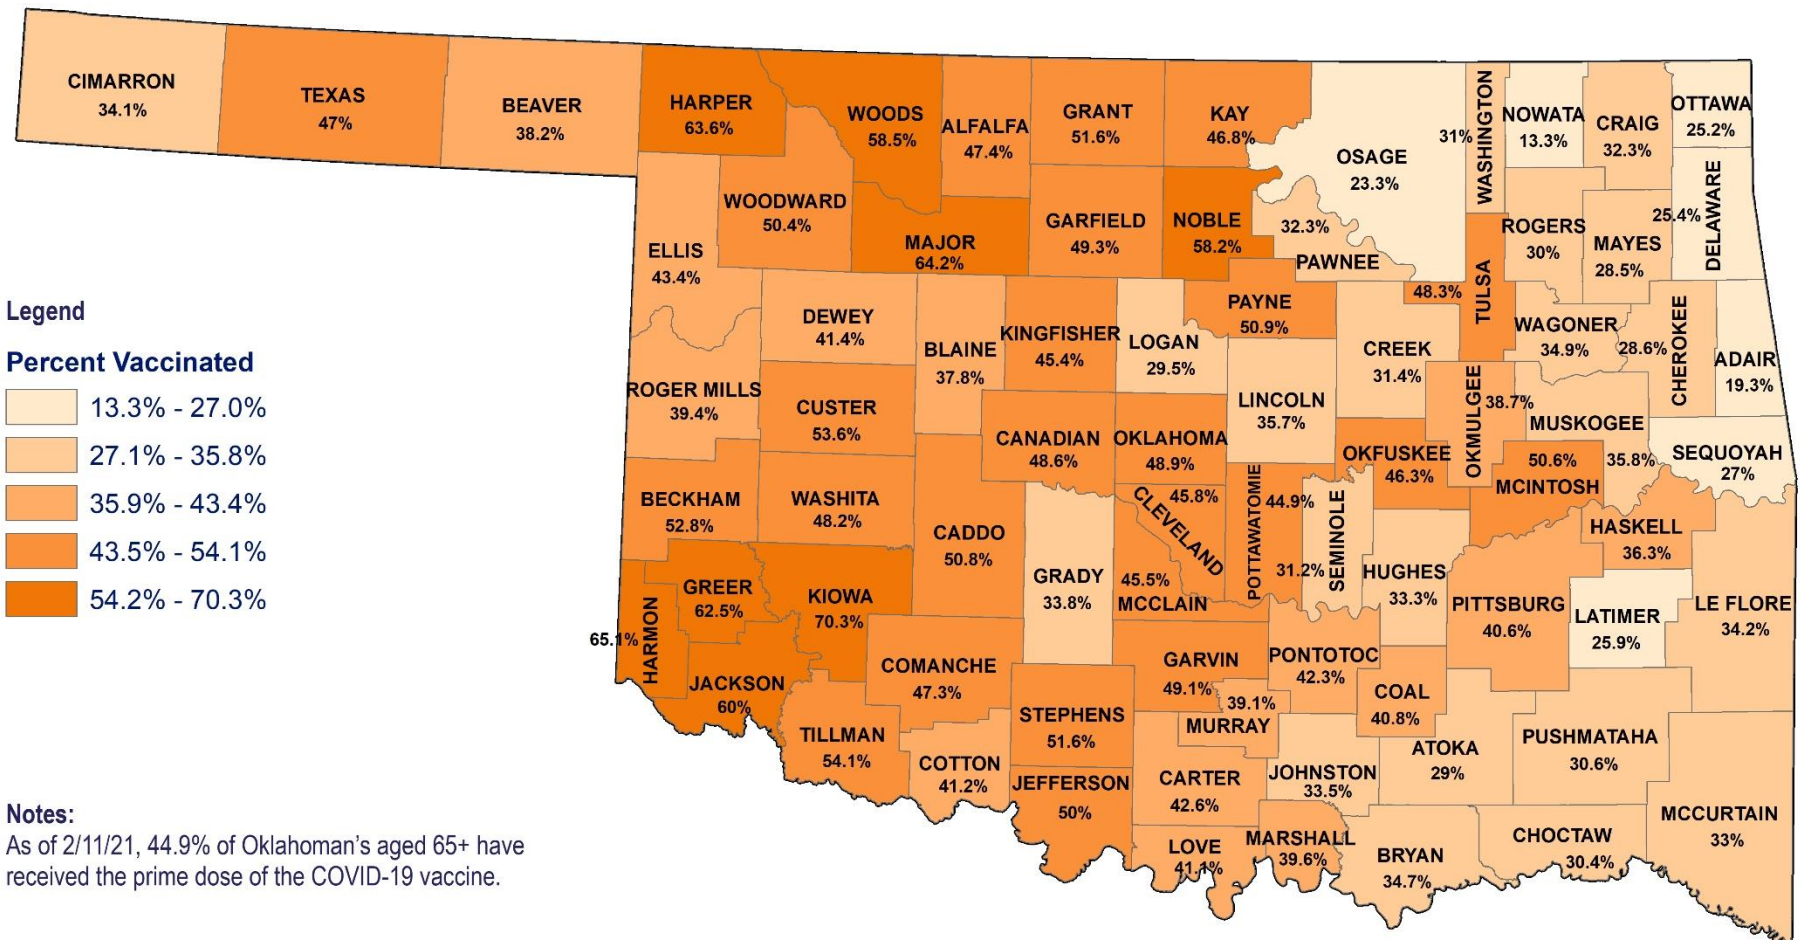 CIMARRON
34.1%
TEXAS
47%
BEAVER
38.2%
HARPER
63.6%
WOODS
58.5%
ALFALFA
47.4%
GRANT
51.6%
KAY
46.8%
OSAGE
23.3%
31%
WASHINGTON
NOWATA
13.3%
CRAIG
32.3%
OTTAWA
25.2%
WOODWARD
50.4%
ELLIS
43.4%
MAJOR
64.2%
GARFIELD
49.3%
NOBLE
58.2%
32.3%
PAWNEE
ROGERS
30%
MAYES
28.5%
25.4%
DELAWARE
DEWEY
41.4%
BLAINE
37.8%
KINGFISHER
45.4%
LOGAN
29.5%
PAYNE
50.9%
48.3%
TULSA
CREEK
31.4%
WAGONER
34.9%
28.6%
CHEROKEE
ADAIR
19.3%
ROGER MILLS
39.4%
CUSTER
53.6%
CANADIAN
48.6%
OKLAHOMA
48.9%
LINCOLN
35.7%
38.7%
OKMULGEE
MUSKOGEE
35.8%
OKFUSKEE
46.3%
50.6%
MCINTOSH
SEQUOYAH
27%
BECKHAM
52.8%
WASHITA
48.2%
CADDO
50.8%
GRADY
33.8%
45.8%
CLEVELAND
45.5%
MCCLAIN
POTTAWATOMIE
44.9%
31.2%
SEMINOLE
HUGHES
33.3%
HASKELL
36.3%
PITTSBURG
40.6%
LATIMER
25.9%
LE FLORE
34.2%
GREER
62.5%
KIOWA
70.3%
65.1%
HARMON
JACKSON
60%
COMANCHE
47.3%
TILLMAN
54.1%
COTTON
41.2%
STEPHENS
51.6%
JEFFERSON
50%
GARVIN
49.1%
39.1%
MURRAY
PONTOTOC
42.3%
COAL
40.8%
CARTER
42.6%
JOHNSTON
33.5%
ATOKA
29%
PUSHMATAHA
30.6%
LOVE
41.1%
MARSHALL
39.6%
BRYAN
34.7%
CHOCTAW
30.4%
MCCURTAIN
33%
Legend
Percent Vaccinated
13.3% - 27.0%
27.1% - 35.8%
35.9% - 43.4%
43.5% - 54.1%
54.2% - 70.3%
Notes:
As of 2/11/21, 44.9% of Oklahoman's aged 65+ have
received the prime dose of the COVID-19 vaccine.